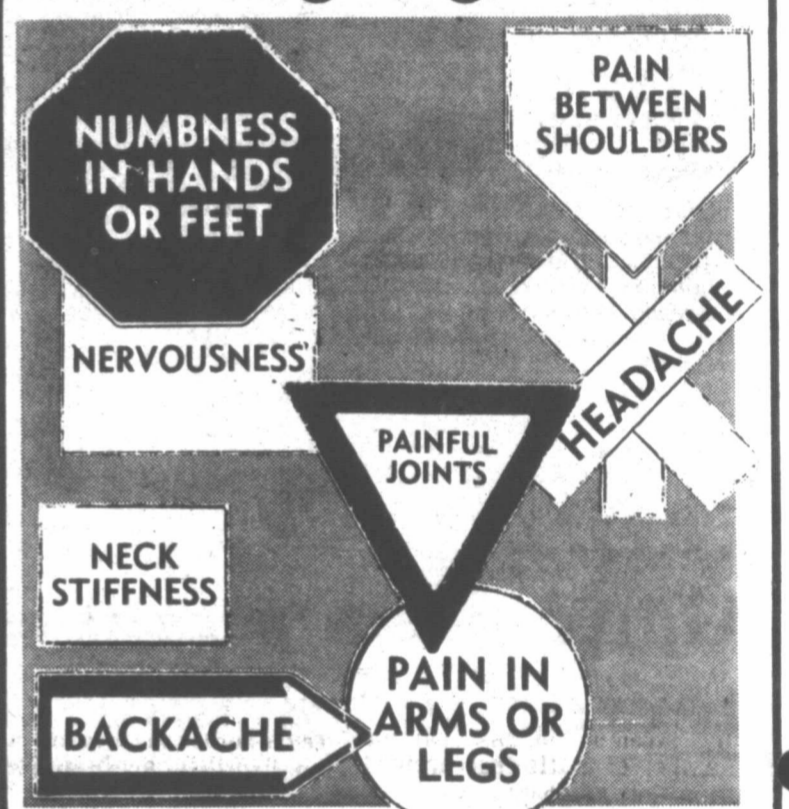 NUMBNESS
IN HANDS
OR FEET
PAIN
BETWEEN
SHOULDERS
NERVOUSNESS
HEADACHE
PAINFUL
JOINTS
NECK
STIFFNESS
BACKACHE
PAIN IN
ARMS OR
LEGS